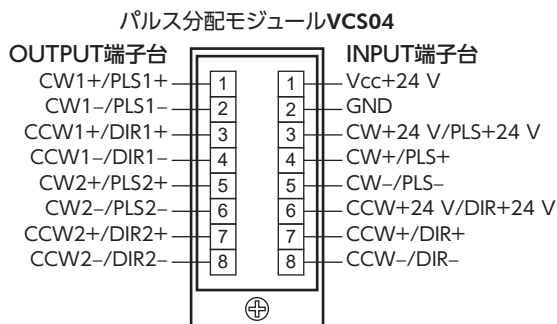 パルス分配モジュールVCS04
OUTPUT端子台
CW1+/PLS1+ 1
CW1–/PLS1– 2
CCW1+/DIR1+ 3
CCW1–/DIR1– 4
CW2+/PLS2+ 5
CW2–/PLS2– 6
CCW2+/DIR2+ 7
CCW2–/DIR2– 8
INPUT端子台
1 Vcc+24 V
2 GND
3 CW+24 V/PLS+24 V
4 CW+/PLS+
5 CW–/PLS–
6 CCW+24 V/DIR+24 V
7 CCW+/DIR+
8 CCW–/DIR–